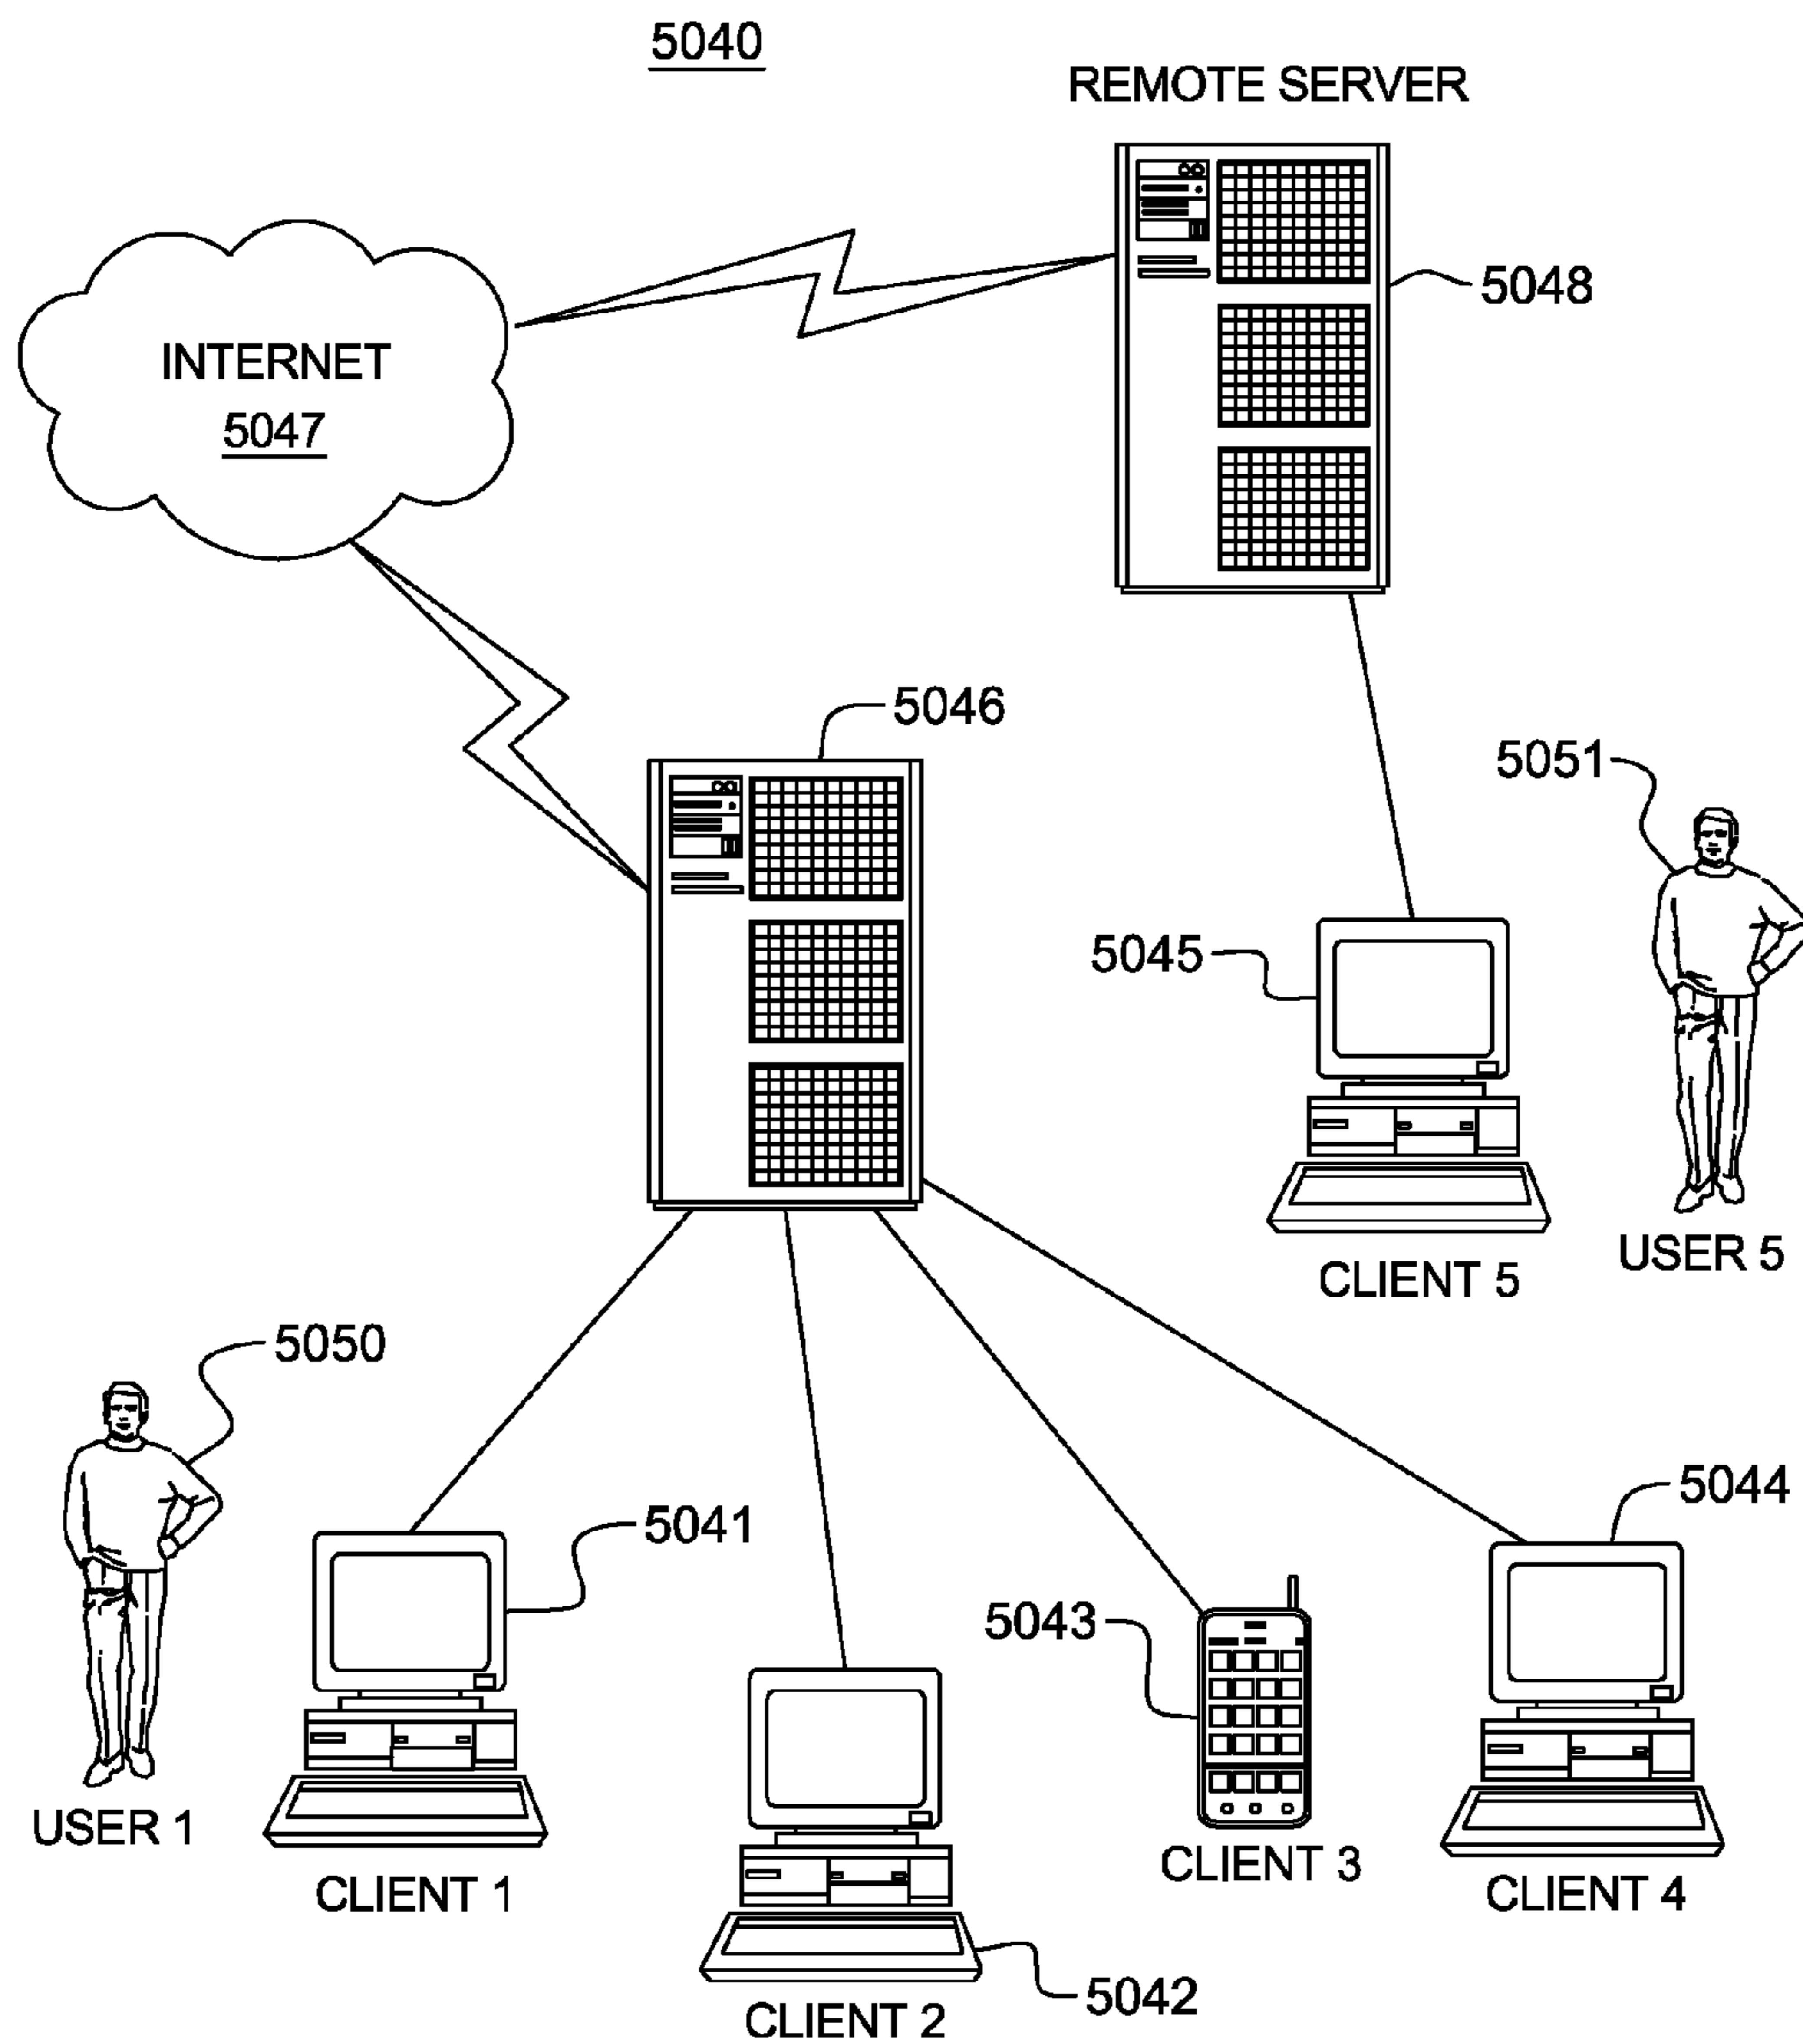 5040
REMOTE SERVER
5048
INTERNET
5047
5046
5051
5045
USER 5
CLIENT 5
5050
5041
5044
5043
USER 1
CLIENT 1
CLIENT 3
CLIENT 4
5042
CLIENT 2